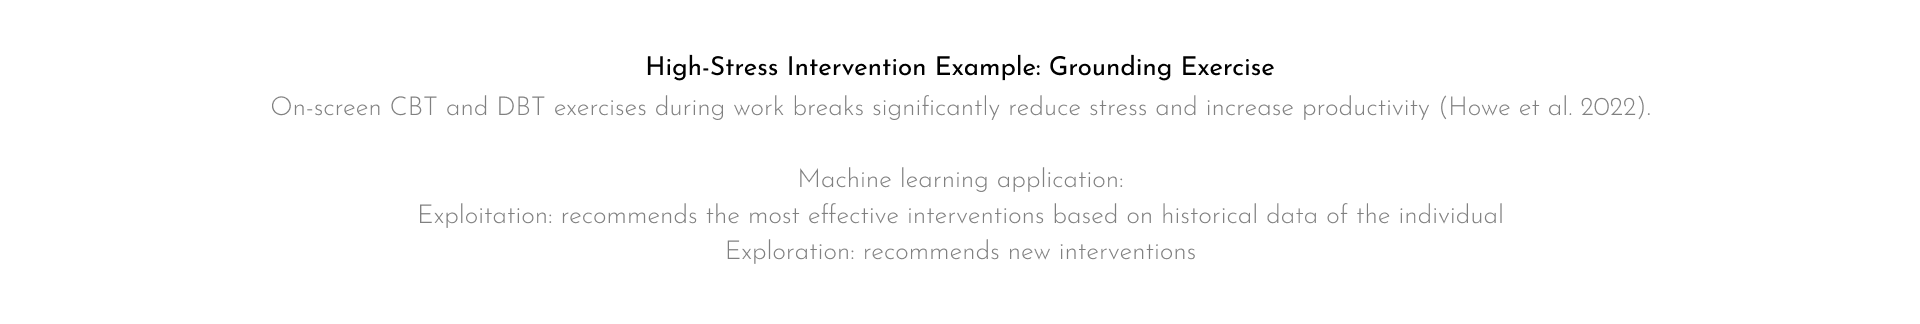 High-Stress Intervention Example: Grounding Exercise
On-screen CBT and DBT exercises during work breaks significantly reduce stress and increase productivity (Howe et al. 2022).
Machine learning application:
Exploitation: recommends the most effective interventions based on historical data of the individual
Exploration: recommends new interventions